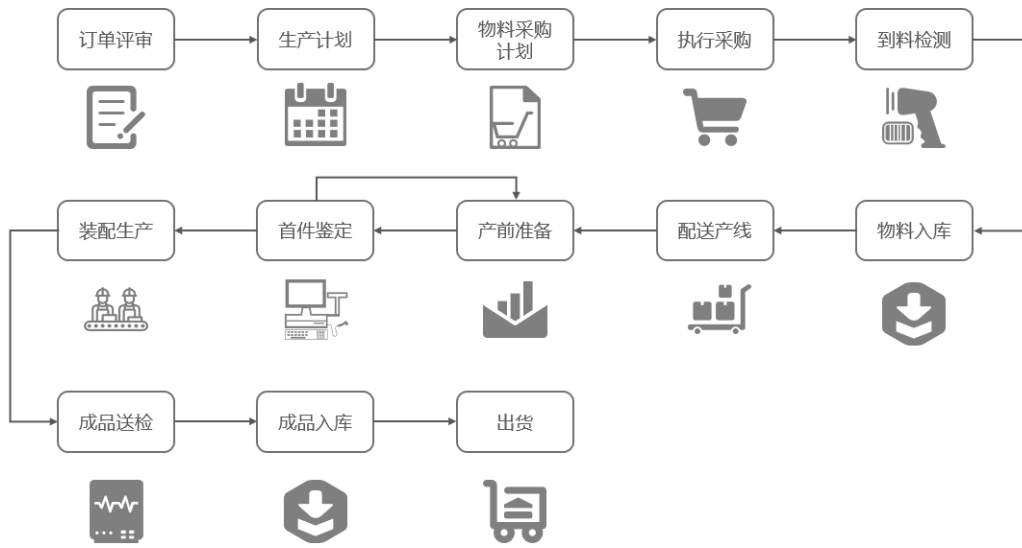 订单评审
生产计划
物料采购
计划
执行采购
到料检测
装配生产
首件鉴定
产前准备
配送产线
物料入库
成品送检
成品入库
出货